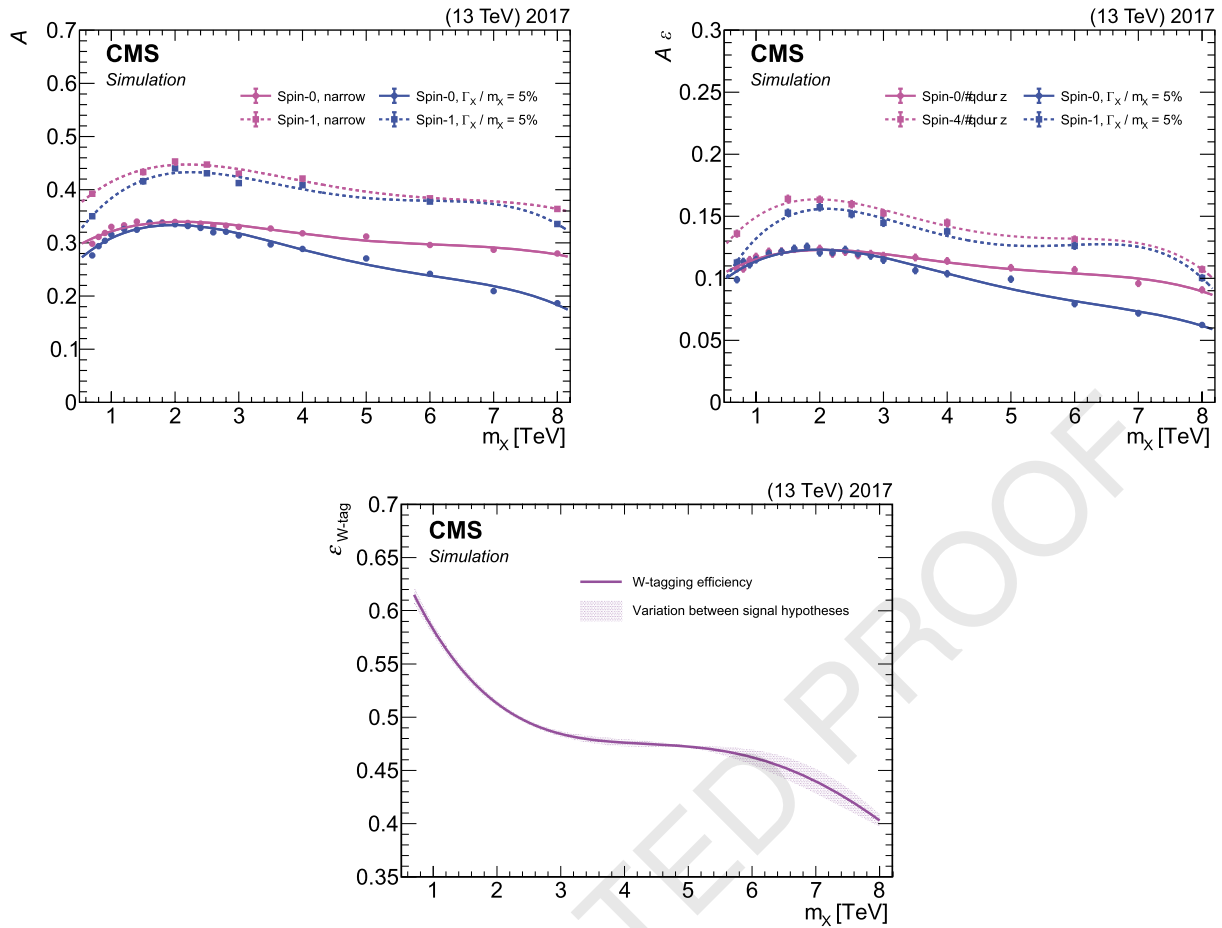 (13 TeV) 2017
A
CMS
Simulation
Spin-0, narrow
Spin-0, Γ_X / m_X = 5%
Spin-1, narrow
Spin-1, Γ_X / m_X = 5%
0.7
0.6
0.5
0.4
0.3
0.2
0.1
0
1 2 3 4 5 6 7 8
m_X [TeV]
(13 TeV) 2017
A ε
CMS
Simulation
Spin-0/#qdurz
Spin-0, Γ_X / m_X = 5%
Spin-4/#qdurz
Spin-1, Γ_X / m_X = 5%
0.3
0.25
0.2
0.15
0.1
0.05
0
1 2 3 4 5 6 7 8
m_X [TeV]
(13 TeV) 2017
ε_W-tag
CMS
Simulation
W-tagging efficiency
Variation between signal hypotheses
0.7
0.65
0.6
0.55
0.5
0.45
0.4
0.35
1 2 3 4 5 6 7 8
m_X [TeV]
TED PROOF